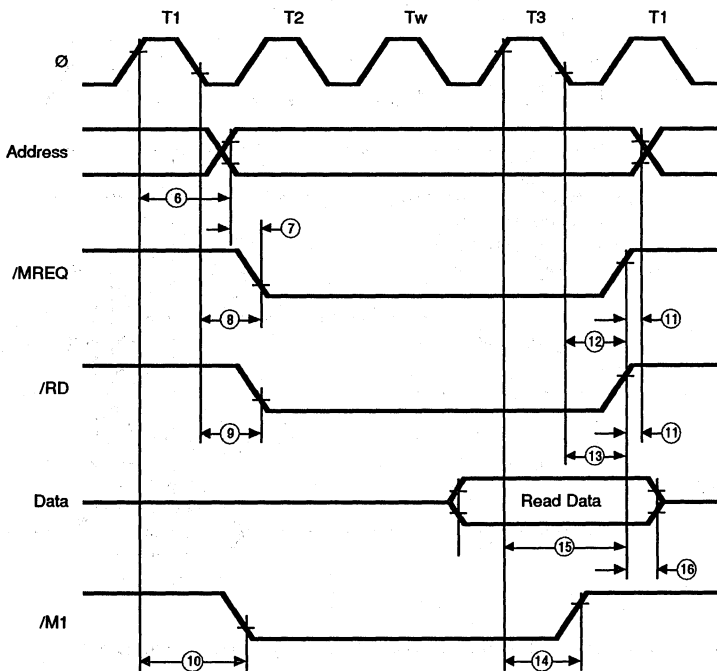 T1 T2 Tw T3 T1
Ø
Address
6
7
/MREQ
8
11
12
/RD
9
11
13
Data
Read Data
15
16
/M1
10
14